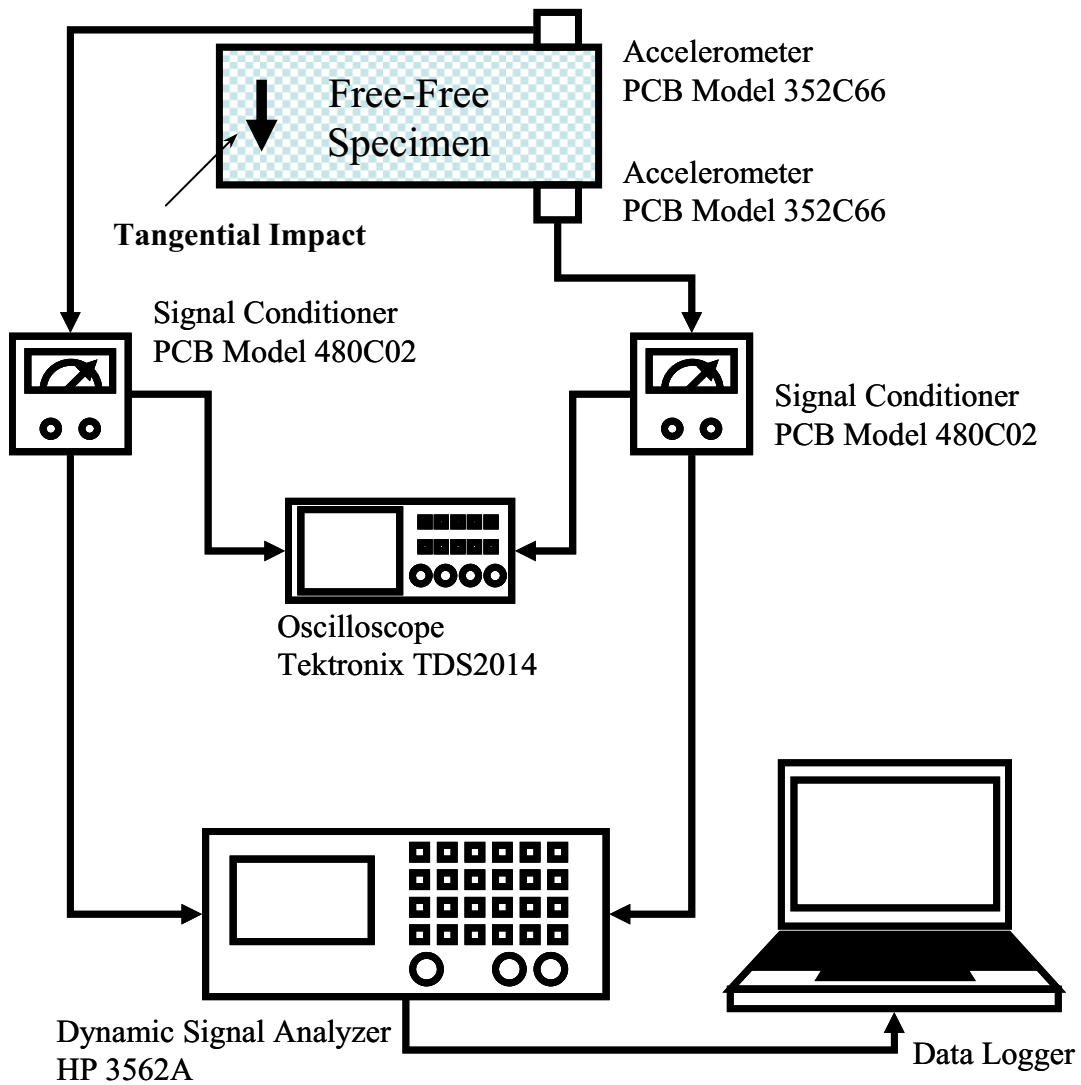 Accelerometer
PCB Model 352C66
Free-Free
Specimen
Accelerometer
PCB Model 352C66
Tangential Impact
Signal Conditioner
PCB Model 480C02
Signal Conditioner
PCB Model 480C02
Oscilloscope
Tektronix TDS2014
Dynamic Signal Analyzer
HP 3562A
Data Logger